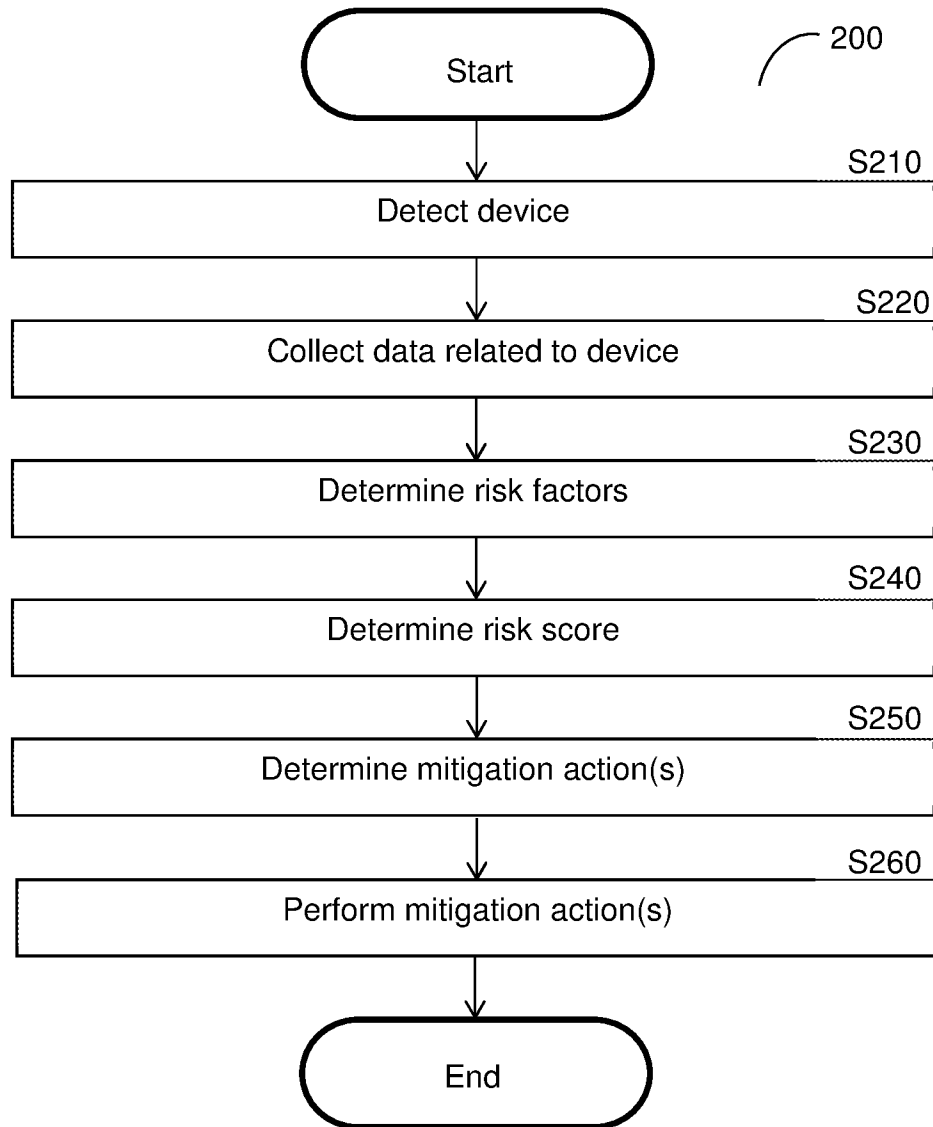 200
Start
S210
Detect device
S220
Collect data related to device
S230
Determine risk factors
S240
Determine risk score
S250
Determine mitigation action(s)
S260
Perform mitigation action(s)
End